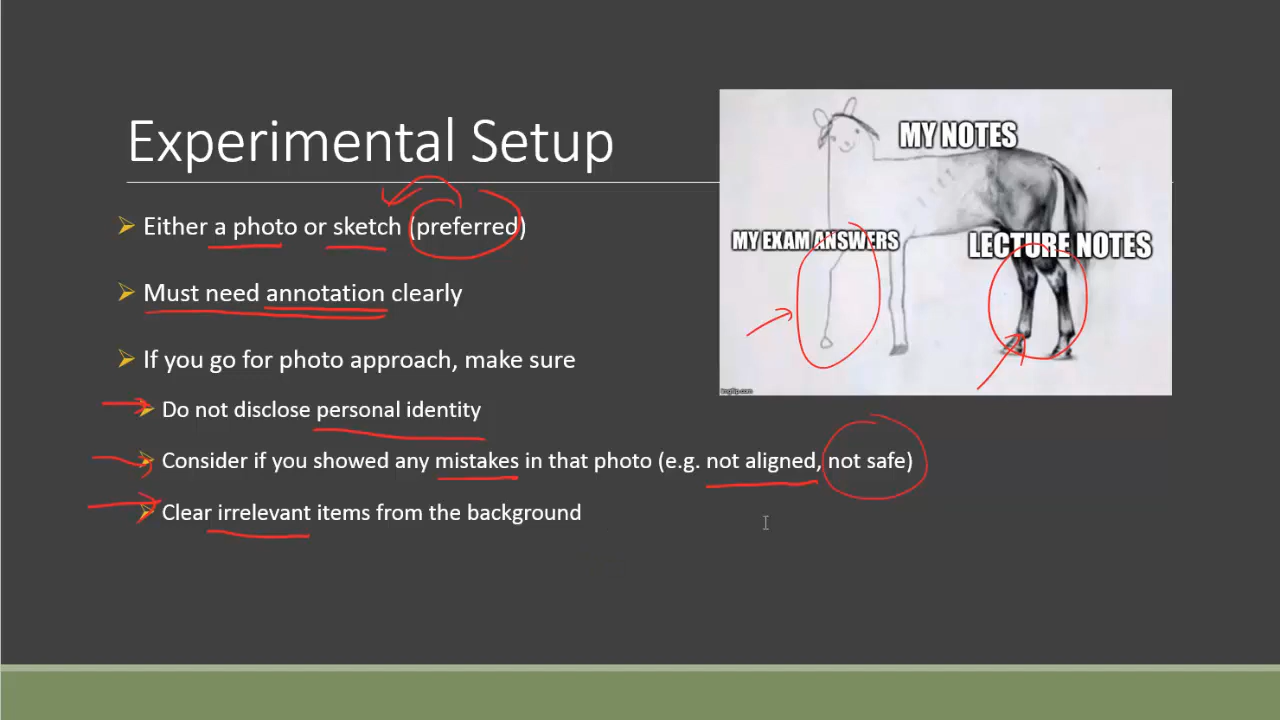 Experimental Setup
Either a photo or sketch (preferred)
Must need annotation clearly
If you go for photo approach, make sure
Do not disclose personal identity
Consider if you showed any mistakes in that photo (e.g. not aligned, not safe)
Clear irrelevant items from the background
MY NOTES
MY EXAM ANSWERS
LECTURE NOTES
imgflip.com